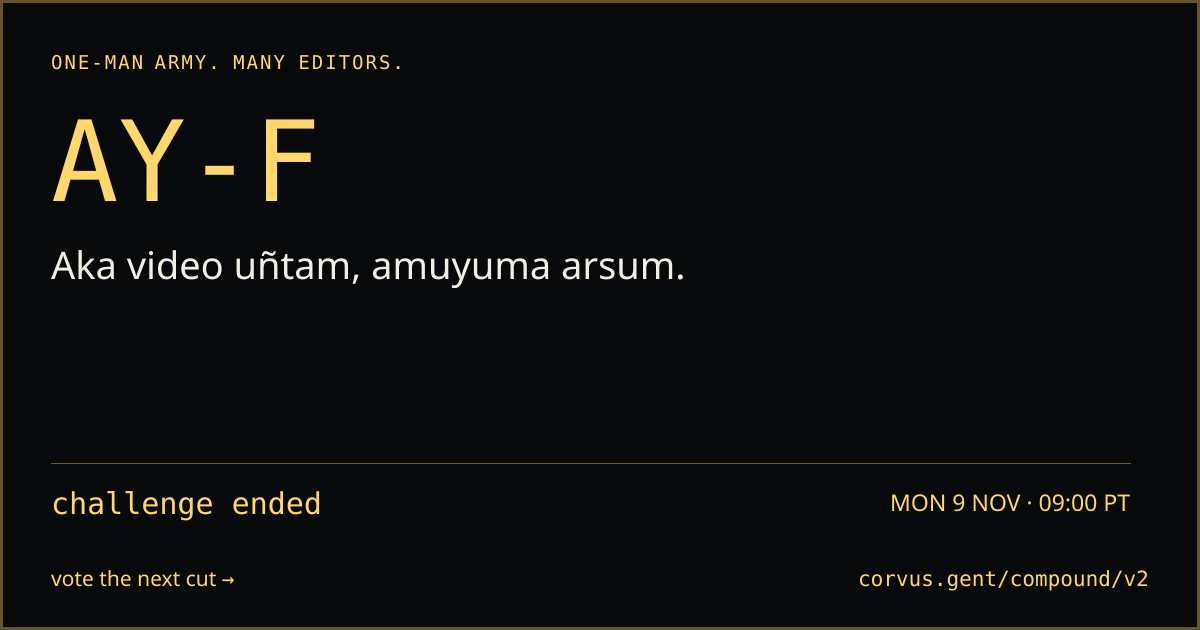 ONE-MAN ARMY. MANY EDITORS.
AY-F
Aka video uñtam, amuyuma arsum.
challenge ended
MON 9 NOV · 09:00 PT
vote the next cut →
corvus.gent/compound/v2